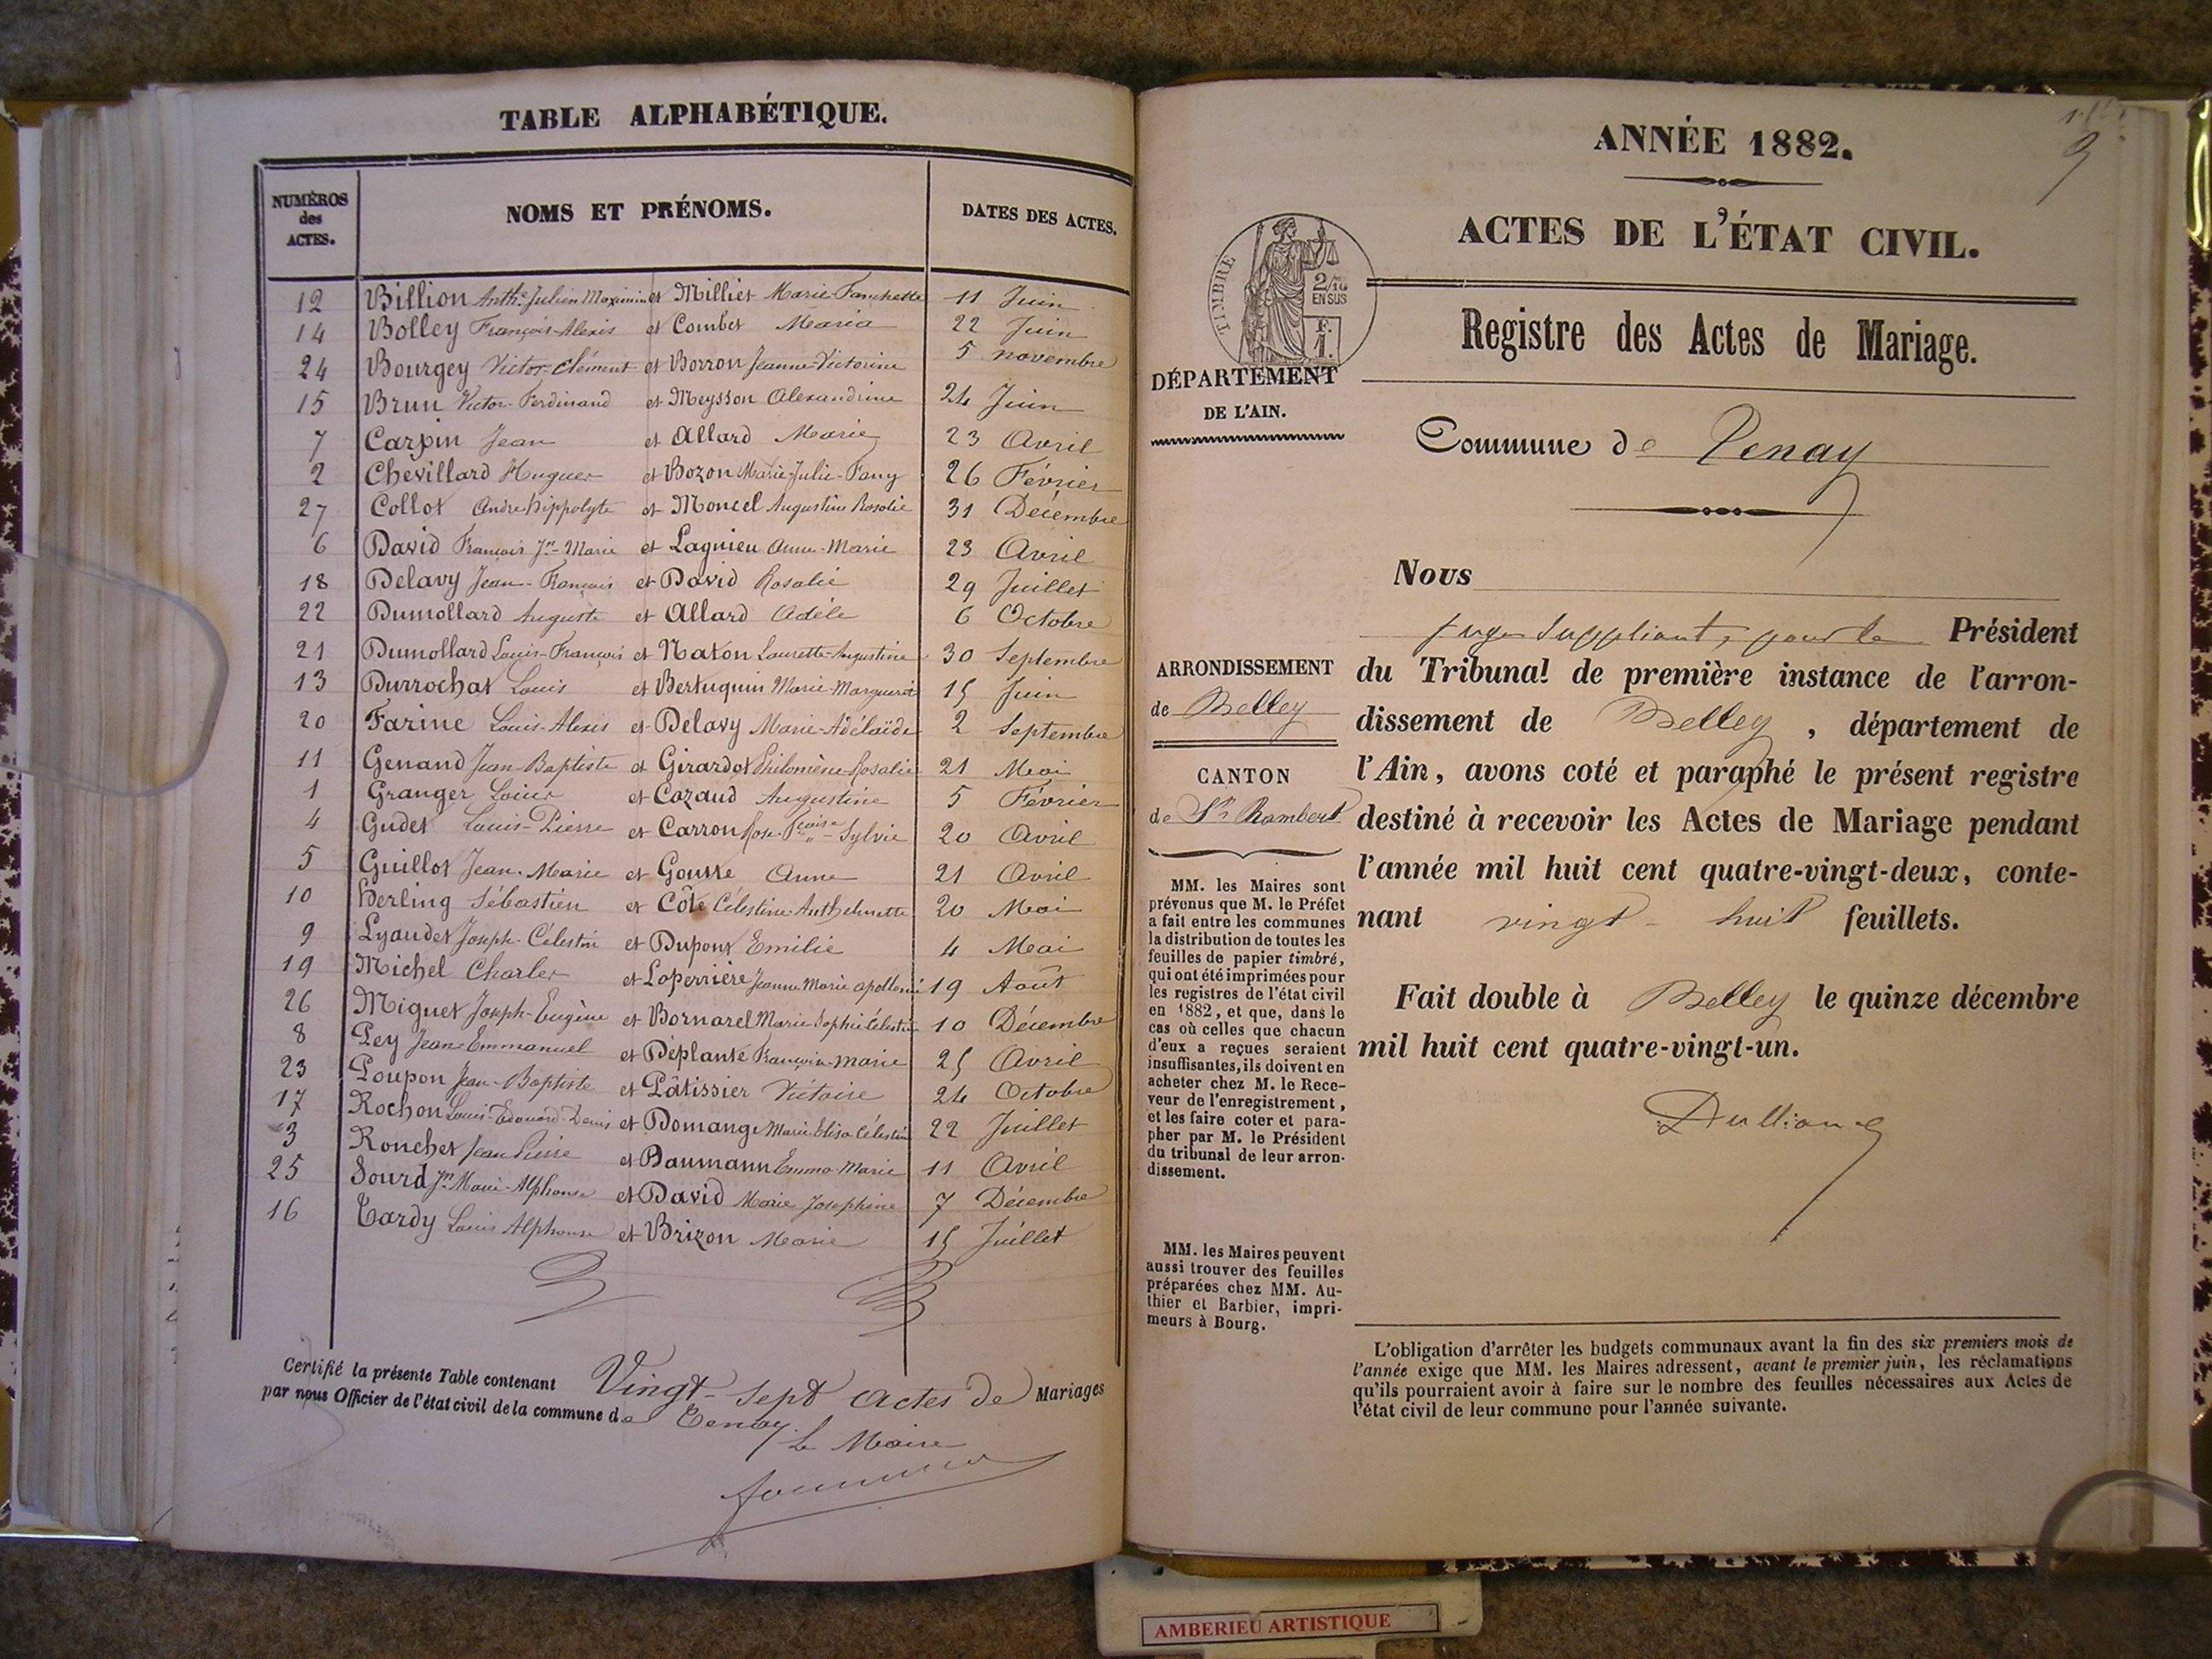 TABLE ALPHABÉTIQUE.
NUMÉROS des ACTES. NOMS ET PRÉNOMS. DATES DES ACTES.
12 Billion Anthe Julien Maximin et Milliet Marie Fanchette 11 Juin
14 Bolley François-Alexis et Combet Maria 22 Juin
24 Bourgey Victor-Clément et Borron Jeanne-Victorine 5 novembre
15 Brun Victor-Ferdinand et Meysson Alexandrine 24 Juin
7 Carpin Jean et Allard Marie 23 Avril
2 Chevillard Hugues et Bozon Marie-Julie-Fany 26 Février
27 Collot André hippolyte et Moncel Augustine Rosalie 31 Décembre
6 David François Jn-Marie et Lagnieu Anne-Marie 23 Avril
18 Delavy Jean-François et David Rosalie 29 Juillet
22 Dumollard Auguste et Allard Adèle 6 Octobre
21 Dumollard Louis-François et Naton Laurette-Augustine 30 Septembre
13 Durrochat Louis et Bertuquin Marie-Marguerite 15 Juin
20 Farine Louis-Alexis et Delavy Marie-Adélaïde 2 Septembre
11 Genand Jean-Baptiste et Girardot Philomène-Rosalie 21 Mai
1 Granger Louis et Cozaud Augustine 5 Février
4 Gudet Louis-Pierre et Carron Rose-Fçoise-Sylvie 20 Avril
5 Guillot Jean-Marie et Goutte Anne 21 Avril
10 Herling Sébastien et Côte Célestine-Anthelmette 20 Mai
9 Lyaudet Joseph-Célestin et Dupont Emilie 4 Mai
19 Michel Charles et Loperrière Jeanne Marie apollonie 19 Août
26 Miguet Joseph-Eugène et Bornarel Marie-Sophie Célestine 10 Décembre
8 Pey Jean-Emmanuel et Déplante Françoise-Marie 25 Avril
23 Poupon Jean-Baptiste et Pâtissier Victoire 24 Octobre
17 Rochon Louis-Edouard-Denis et Domange Marie Elisa Célestine 22 Juillet
3 Ronchet Jean Pierre et Baumann Emma-Marie 11 Avril
25 Sourd Jn Marie-Alphonse et David Marie Josephine 7 Décembre
16 Tardy Louis Alphonse et Brizon Marie 15 Juillet
Certifié la présente Table contenant Vingt-Sept Actes de Mariages
par nous Officier de l'état civil de la commune de Tenay
Le Maire
ANNÉE 1882.
ACTES DE L'ÉTAT CIVIL.
Registre des Actes de Mariage.
TIMBRE
2/10
EN SUS
F.
1.
DÉPARTEMENT
DE L'AIN.
Commune de Tenay
Nous
juge Suppléant, pour le Président
du Tribunal de première instance de l'arron-
dissement de Belley, département de
l'Ain, avons coté et paraphé le présent registre
destiné à recevoir les Actes de Mariage pendant
l'année mil huit cent quatre-vingt-deux, conte-
nant vingt-huit feuillets.
Fait double à Belley le quinze décembre
mil huit cent quatre-vingt-un.
ARRONDISSEMENT
de Belley
CANTON
de St Rambert
MM. les Maires sont
prévenus que M. le Préfet
a fait entre les communes
la distribution de toutes les
feuilles de papier timbré,
qui ont été imprimées pour
les registres de l'état civil
en 1882, et que, dans le
cas où celles que chacun
d'eux a reçues seraient
insuffisantes, ils doivent en
acheter chez M. le Rece-
veur de l'enregistrement,
et les faire coter et para-
pher par M. le Président
du tribunal de leur arron-
dissement.
MM. les Maires peuvent
aussi trouver des feuilles
préparées chez MM. Au-
thier et Barbier, impri-
meurs à Bourg.
L'obligation d'arrêter les budgets communaux avant la fin des six premiers mois de
l'année exige que MM. les Maires adressent, avant le premier juin, les réclamations
qu'ils pourraient avoir à faire sur le nombre des feuilles nécessaires aux Actes de
l'état civil de leur commune pour l'année suivante.
AMBERIEU ARTISTIQUE